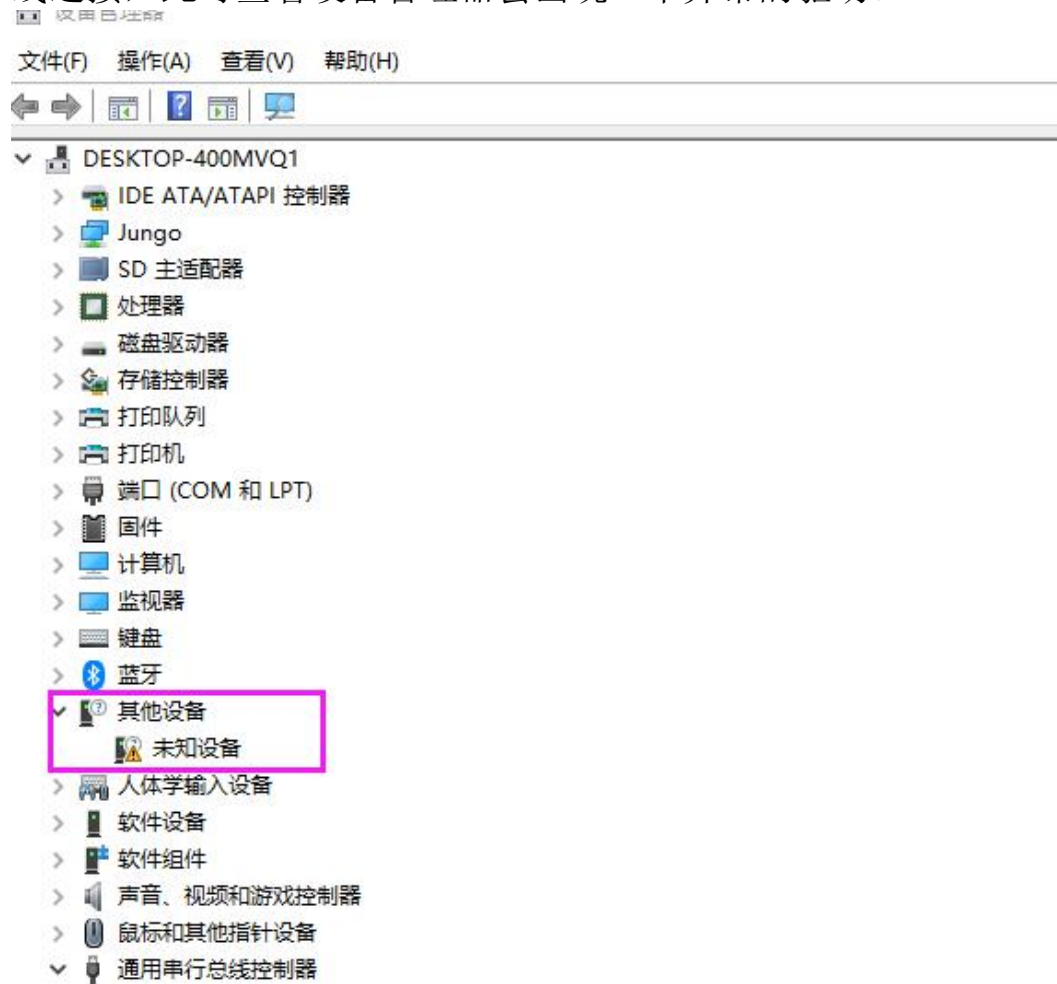 设备管理器
文件(F) 操作(A) 查看(V) 帮助(H)
DESKTOP-400MVQ1
IDE ATA/ATAPI 控制器
Jungo
SD 主适配器
处理器
磁盘驱动器
存储控制器
打印队列
打印机
端口 (COM 和 LPT)
固件
计算机
监视器
键盘
蓝牙
其他设备
未知设备
人体学输入设备
软件设备
软件组件
声音、视频和游戏控制器
鼠标和其他指针设备
通用串行总线控制器